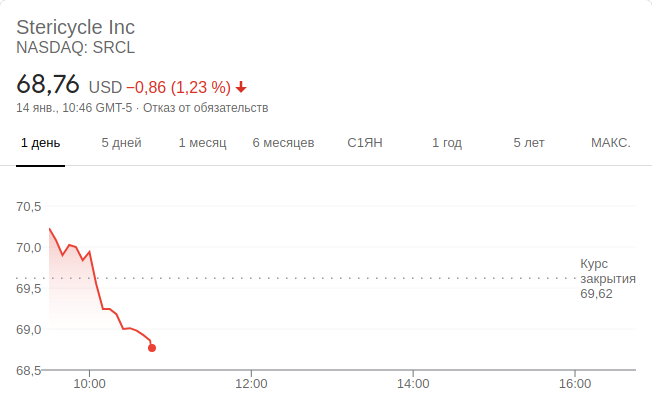 Stericycle Inc
NASDAQ: SRCL
68,76 USD −0,86 (1,23 %)
14 янв., 10:46 GMT-5 · Отказ от обязательств
1 день 5 дней 1 месяц 6 месяцев С1ЯН 1 год 5 лет МАКС.
70,5
70,0
Курс
закрытия
69,62
69,5
69,0
68,5
10:00 12:00 14:00 16:00